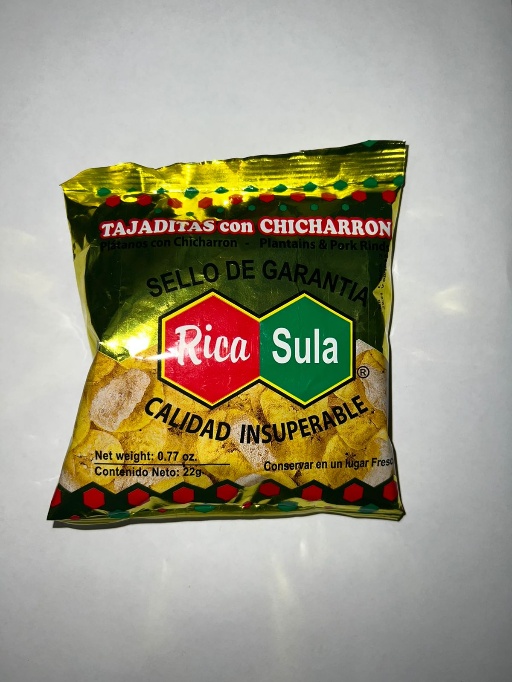 TAJADITAS con CHICHARRON
Platanos con Chicharron - Plantains & Pork Rinds
SELLO DE GARANTIA
Rica Sula ®
CALIDAD INSUPERABLE
Net weight: 0.77 oz.
Contenido Neto: 22g
Conservar en un lugar Fresco